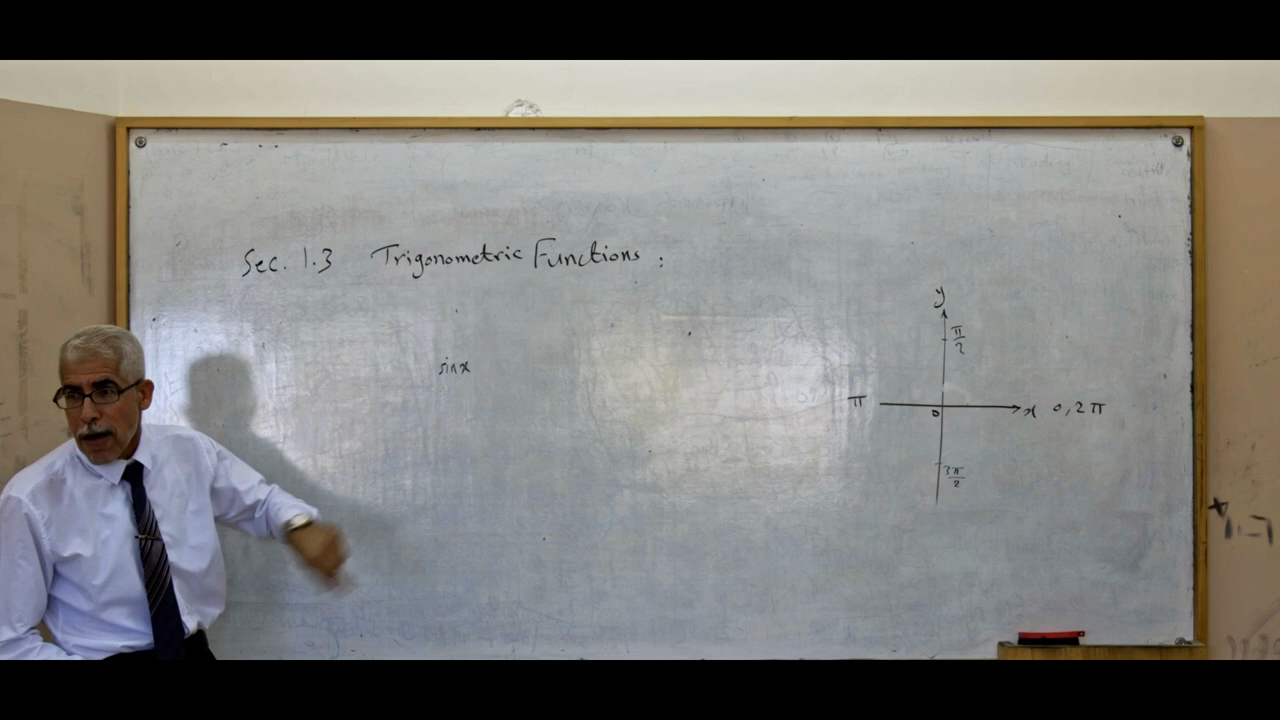 Sec. 1.3 Trigonometric Functions :
sin x
y
π/2
π
0
x 0, 2π
3π/2